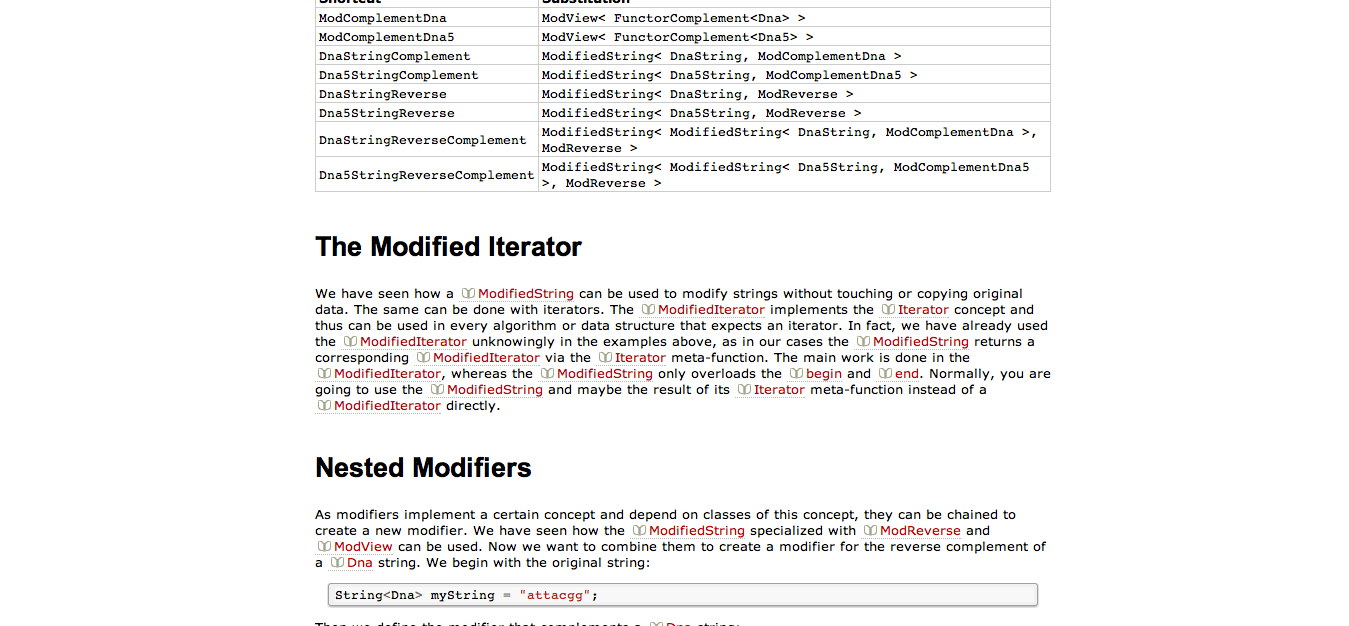 Shortcut Substitution
ModComplementDna ModView< FunctorComplement<Dna> >
ModComplementDna5 ModView< FunctorComplement<Dna5> >
DnaStringComplement ModifiedString< DnaString, ModComplementDna >
Dna5StringComplement ModifiedString< Dna5String, ModComplementDna5 >
DnaStringReverse ModifiedString< DnaString, ModReverse >
Dna5StringReverse ModifiedString< Dna5String, ModReverse >
DnaStringReverseComplement ModifiedString< ModifiedString< DnaString, ModComplementDna >,
ModReverse >
Dna5StringReverseComplement ModifiedString< ModifiedString< Dna5String, ModComplementDna5
>, ModReverse >
The Modified Iterator
We have seen how a ModifiedString can be used to modify strings without touching or copying original
data. The same can be done with iterators. The ModifiedIterator implements the Iterator concept and
thus can be used in every algorithm or data structure that expects an iterator. In fact, we have already used
the ModifiedIterator unknowingly in the examples above, as in our cases the ModifiedString returns a
corresponding ModifiedIterator via the Iterator meta-function. The main work is done in the
ModifiedIterator, whereas the ModifiedString only overloads the begin and end. Normally, you are
going to use the ModifiedString and maybe the result of its Iterator meta-function instead of a
ModifiedIterator directly.
Nested Modifiers
As modifiers implement a certain concept and depend on classes of this concept, they can be chained to
create a new modifier. We have seen how the ModifiedString specialized with ModReverse and
ModView can be used. Now we want to combine them to create a modifier for the reverse complement of
a Dna string. We begin with the original string:
String<Dna> myString = "attacgg";
Then we define the modifier that complements a Dna string: